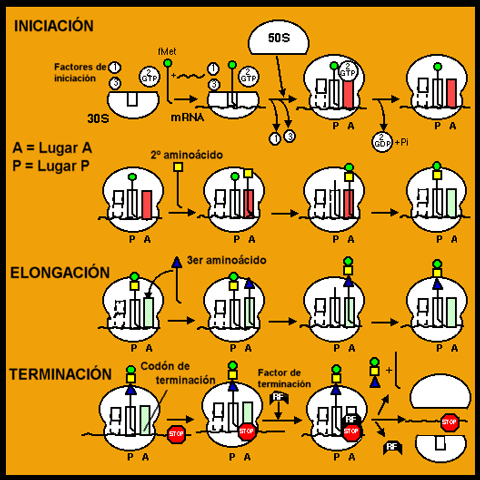 INICIACIÓN
50S
fMet
Factores de
iniciación
1
3
2
GTP
1
3
2
GTP
2
GTP
30S
mRNA
1
3
P A
2
GDP
+Pi
P A
A = Lugar A
P = Lugar P
2º aminoácido
P A
P A
P A
P A
ELONGACIÓN
3er aminoácido
P A
P A
P A
P A
TERMINACIÓN
Codón de
terminación
Factor de
terminación
RF
+
STOP
STOP
RF
STOP
STOP
RF
P A
P A
P A